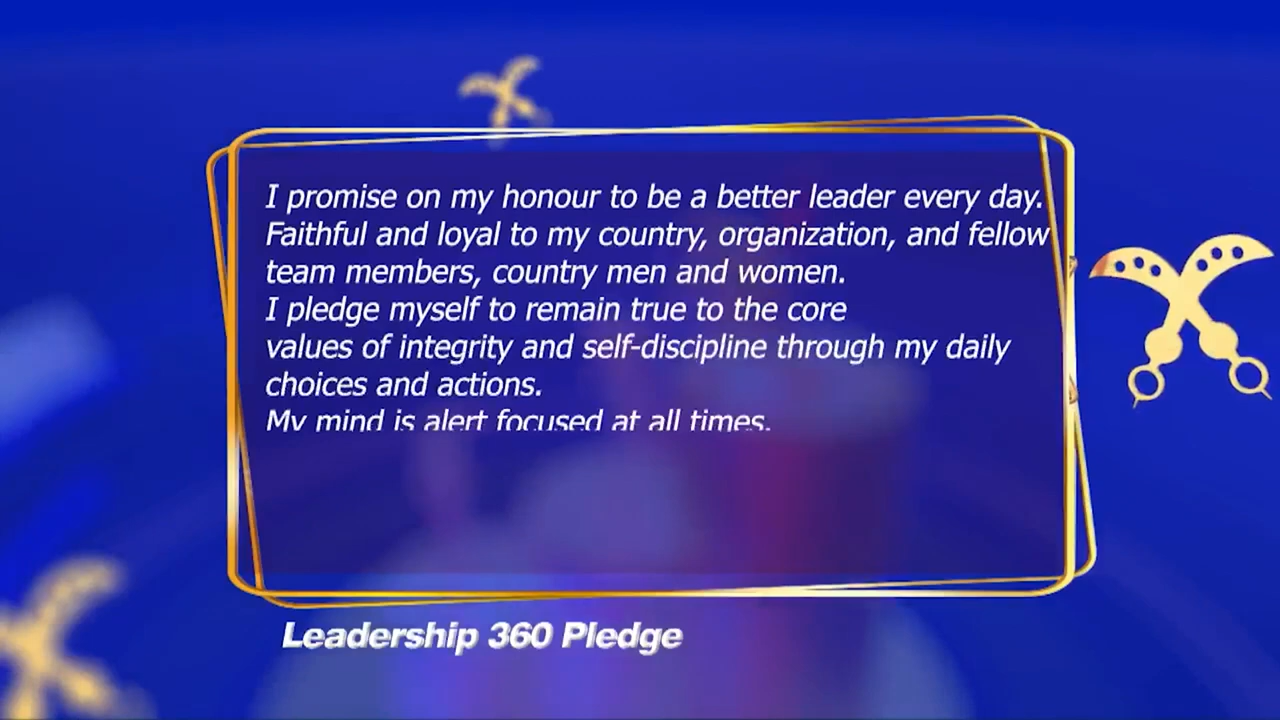 I promise on my honour to be a better leader every day.
Faithful and loyal to my country, organization, and fellow
team members, country men and women.
I pledge myself to remain true to the core
values of integrity and self-discipline through my daily
choices and actions.
My mind is alert focused at all times.
Leadership 360 Pledge